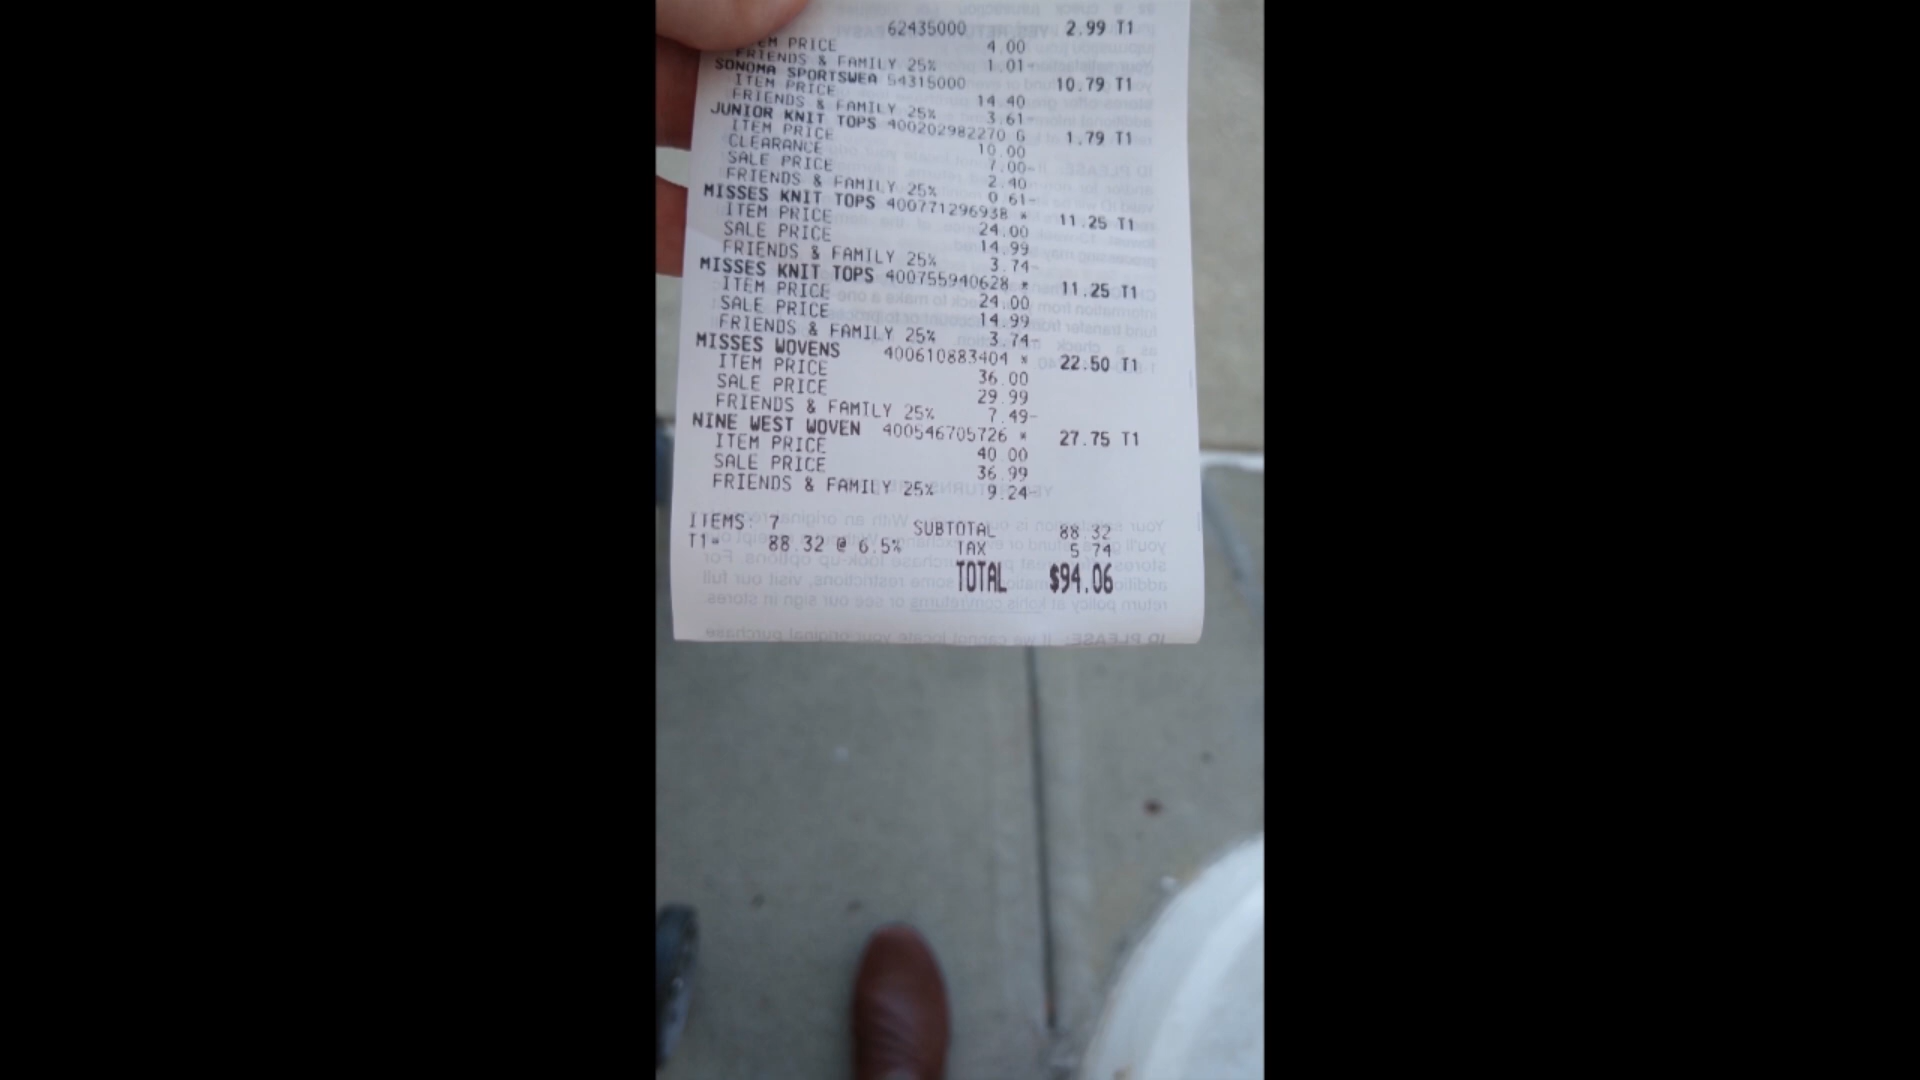 62435000 2.99 T1
ITEM PRICE 4.00
FRIENDS & FAMILY 25% 1.01-
SONOMA SPORTSWEA 54315000 10.79 T1
ITEM PRICE 14.40
FRIENDS & FAMILY 25% 3.61-
JUNIOR KNIT TOPS 400202982270 G 1.79 T1
ITEM PRICE 10.00
CLEARANCE 7.00-
SALE PRICE 2.40
FRIENDS & FAMILY 25% 0.61-
MISSES KNIT TOPS 400771296938 * 11.25 T1
ITEM PRICE 24.00
SALE PRICE 14.99
FRIENDS & FAMILY 25% 3.74-
MISSES KNIT TOPS 400755940628 * 11.25 T1
ITEM PRICE 24.00
SALE PRICE 14.99
FRIENDS & FAMILY 25% 3.74-
MISSES WOVENS 400610883404 * 22.50 T1
ITEM PRICE 36.00
SALE PRICE 29.99
FRIENDS & FAMILY 25% 7.49-
NINE WEST WOVEN 400546705726 * 27.75 T1
ITEM PRICE 40.00
SALE PRICE 36.99
FRIENDS & FAMILY 25% 9.24-
ITEMS: 7 SUBTOTAL 88.32
T1= 88.32 @ 6.5% TAX 5.74
TOTAL $94.06